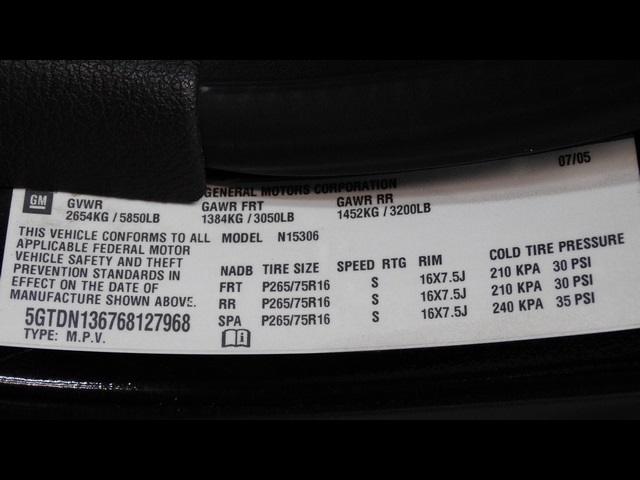 07/05
GENERAL MOTORS CORPORATION
GM GVWR GAWR FRT GAWR RR
2654KG / 5850LB 1384KG / 3050LB 1452KG / 3200LB
THIS VEHICLE CONFORMS TO ALL
APPLICABLE FEDERAL MOTOR
VEHICLE SAFETY AND THEFT
PREVENTION STANDARDS IN
EFFECT ON THE DATE OF
MANUFACTURE SHOWN ABOVE.
5GTDN136768127968
TYPE: M.P.V.
MODEL N15306
NADB TIRE SIZE SPEED RTG RIM COLD TIRE PRESSURE
FRT P265/75R16 S 16X7.5J 210 KPA 30 PSI
RR P265/75R16 S 16X7.5J 210 KPA 30 PSI
SPA P265/75R16 S 16X7.5J 240 KPA 35 PSI